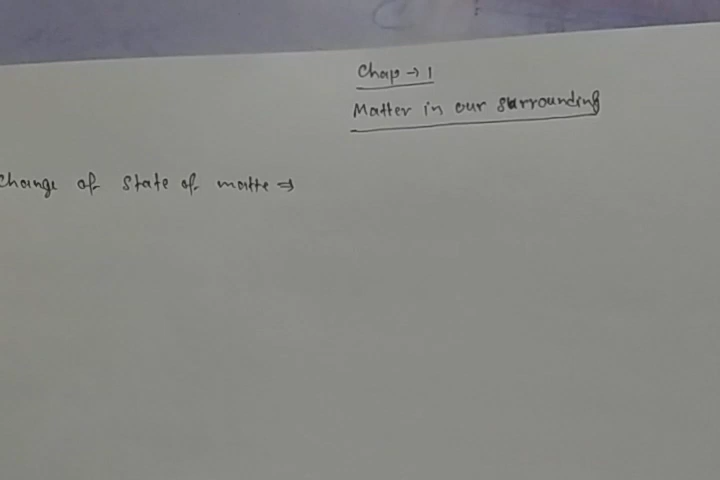 Chap → 1
Matter in our surrounding
Change of state of matte ⇒